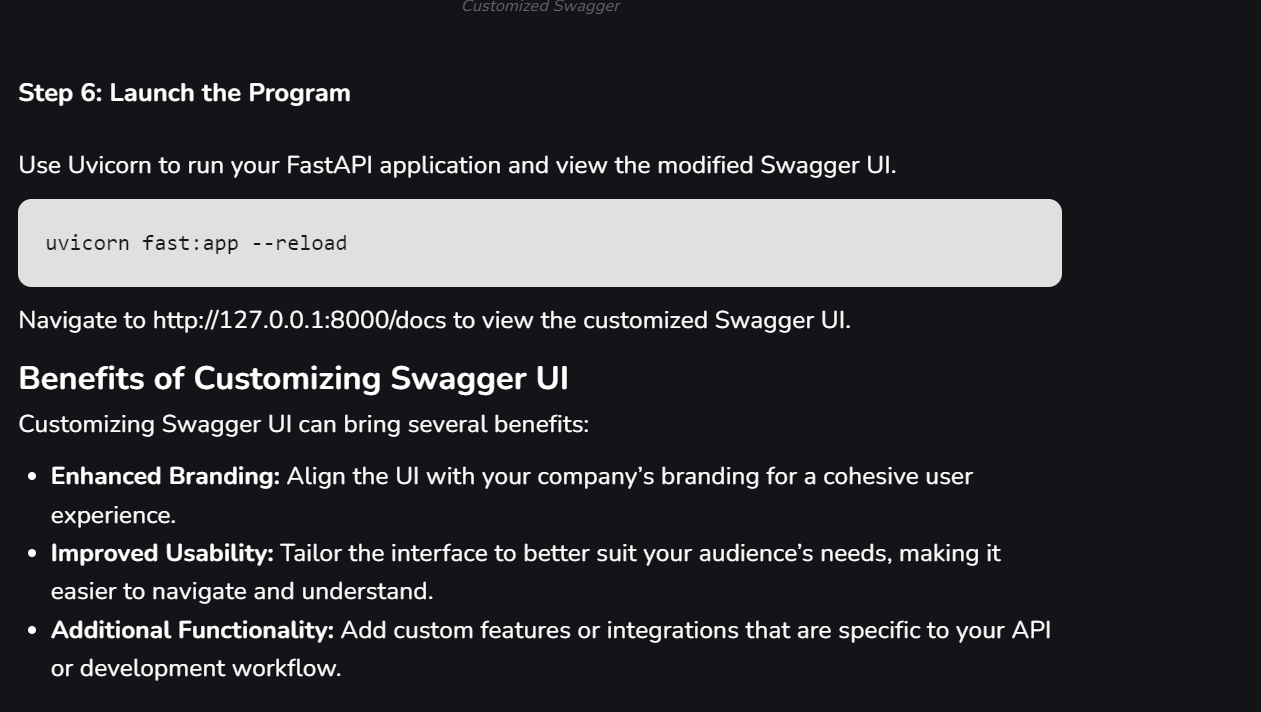 Customized Swagger
Step 6: Launch the Program
Use Uvicorn to run your FastAPI application and view the modified Swagger UI.
uvicorn fast:app --reload
Navigate to http://127.0.0.1:8000/docs to view the customized Swagger UI.
Benefits of Customizing Swagger UI
Customizing Swagger UI can bring several benefits:
• Enhanced Branding: Align the UI with your company’s branding for a cohesive user
experience.
• Improved Usability: Tailor the interface to better suit your audience’s needs, making it
easier to navigate and understand.
• Additional Functionality: Add custom features or integrations that are specific to your API
or development workflow.